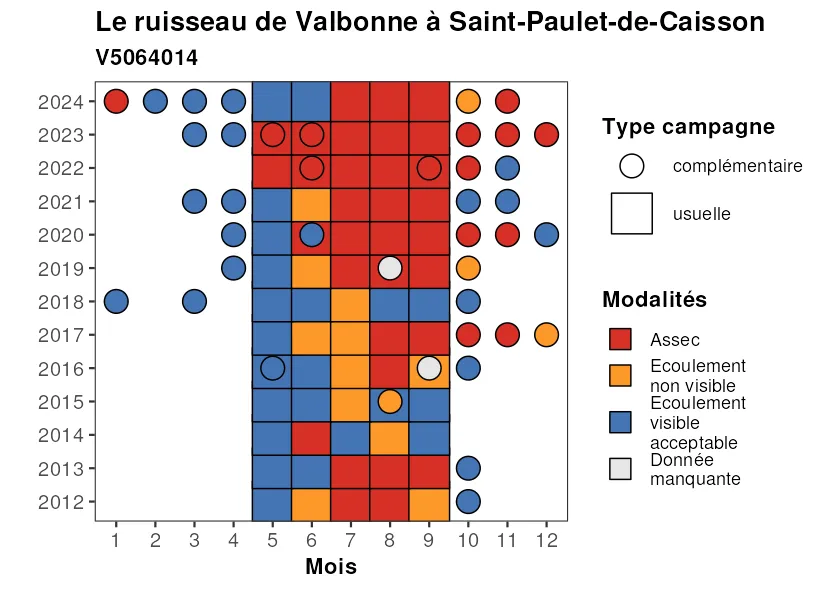 Le ruisseau de Valbonne à Saint-Paulet-de-Caisson
V5064014
2024
2023
2022
2021
2020
2019
2018
2017
2016
2015
2014
2013
2012
1 2 3 4 5 6 7 8 9 10 11 12
Mois
Type campagne
complémentaire
usuelle
Modalités
Assec
Ecoulement
non visible
Ecoulement
visible
acceptable
Donnée
manquante